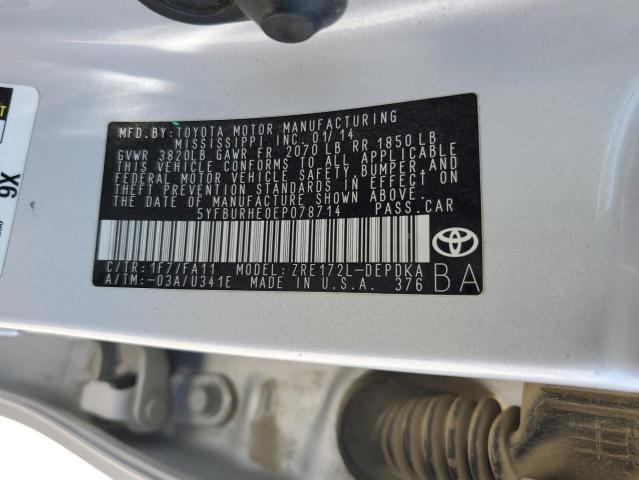 MFD. BY: TOYOTA MOTOR MANUFACTURING
MISSISSIPPI INC. 01/14
GVWR 3820LB GAWR FR 2070 LB RR 1850 LB
THIS VEHICLE CONFORMS TO ALL APPLICABLE
FEDERAL MOTOR VEHICLE SAFETY, BUMPER, AND
THEFT PREVENTION STANDARDS IN EFFECT ON
THE DATE OF MANUFACTURE SHOWN ABOVE.
5YFBURHE0EP078714 PASS. CAR
C/TR: 1F7/FA11 MODEL: ZRE172L-DEPDKA
A/TM: -03A/U341E MADE IN U.S.A. 376
BA
X6